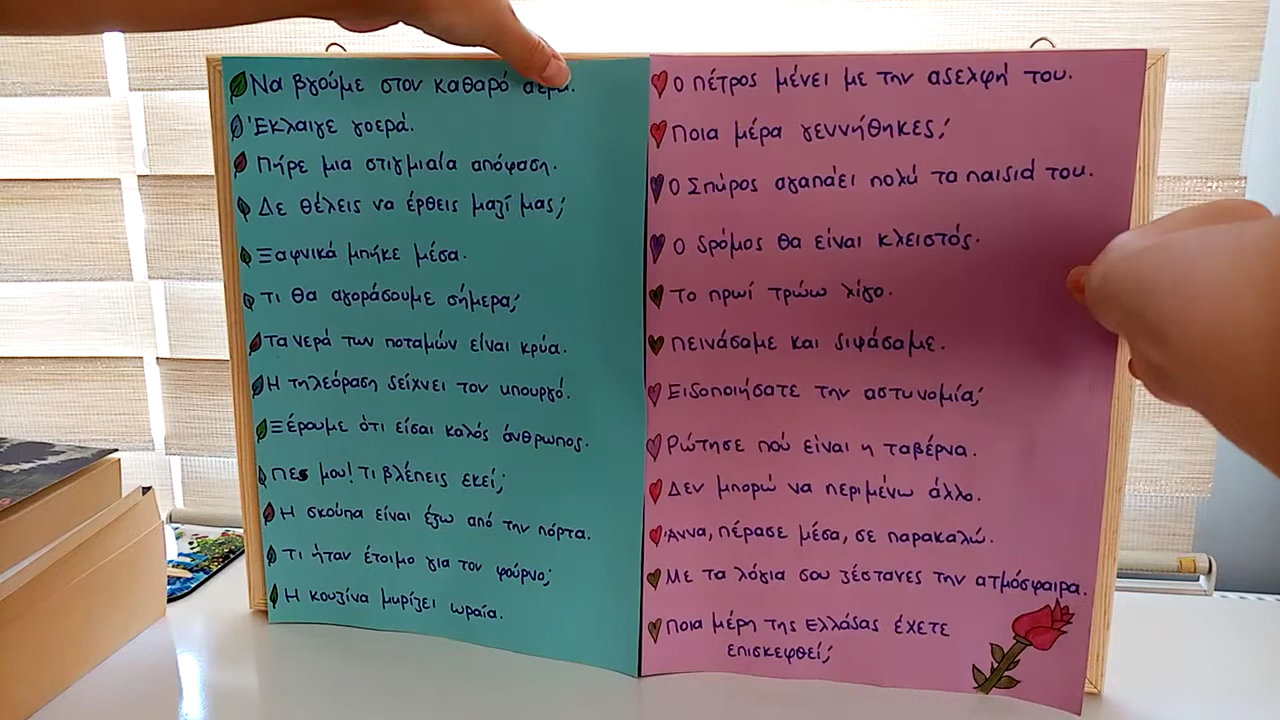 Να βγούμε στον καθαρό αέρα.
Έκλαιγε γοερά.
Πήρε μια στιγμιαία απόφαση.
Δε θέλεις να έρθεις μαζί μας;
Ξαφνικά μπήκε μέσα.
Τι θα αγοράσουμε σήμερα;
Τα νερά των ποταμών είναι κρύα.
Η τηλεόραση δείχνει τον υπουργό.
Ξέρουμε ότι είσαι καλός άνθρωπος.
Πες μου! Τι βλέπεις εκεί;
Η σκούπα είναι έξω από την πόρτα.
Τι ήταν έτοιμο για τον φούρνο;
Η κουζίνα μυρίζει ωραία.
Ο πέτρος μένει με την αδελφή του.
Ποια μέρα γεννήθηκες;
Ο Σπύρος αγαπάει πολύ τα παιδιά του.
Ο δρόμος θα είναι κλειστός.
Το πρωί τρώω λίγο.
Πεινάσαμε και διψάσαμε.
Ειδοποιήσατε την αστυνομία;
Ρώτησε πού είναι η ταβέρνα.
Δεν μπορώ να περιμένω άλλο.
Άννα, πέρασε μέσα, σε παρακαλώ.
Με τα λόγια σου ζέστανες την ατμόσφαιρα.
Ποια μέρη της Ελλάδας έχετε
επισκεφθεί;